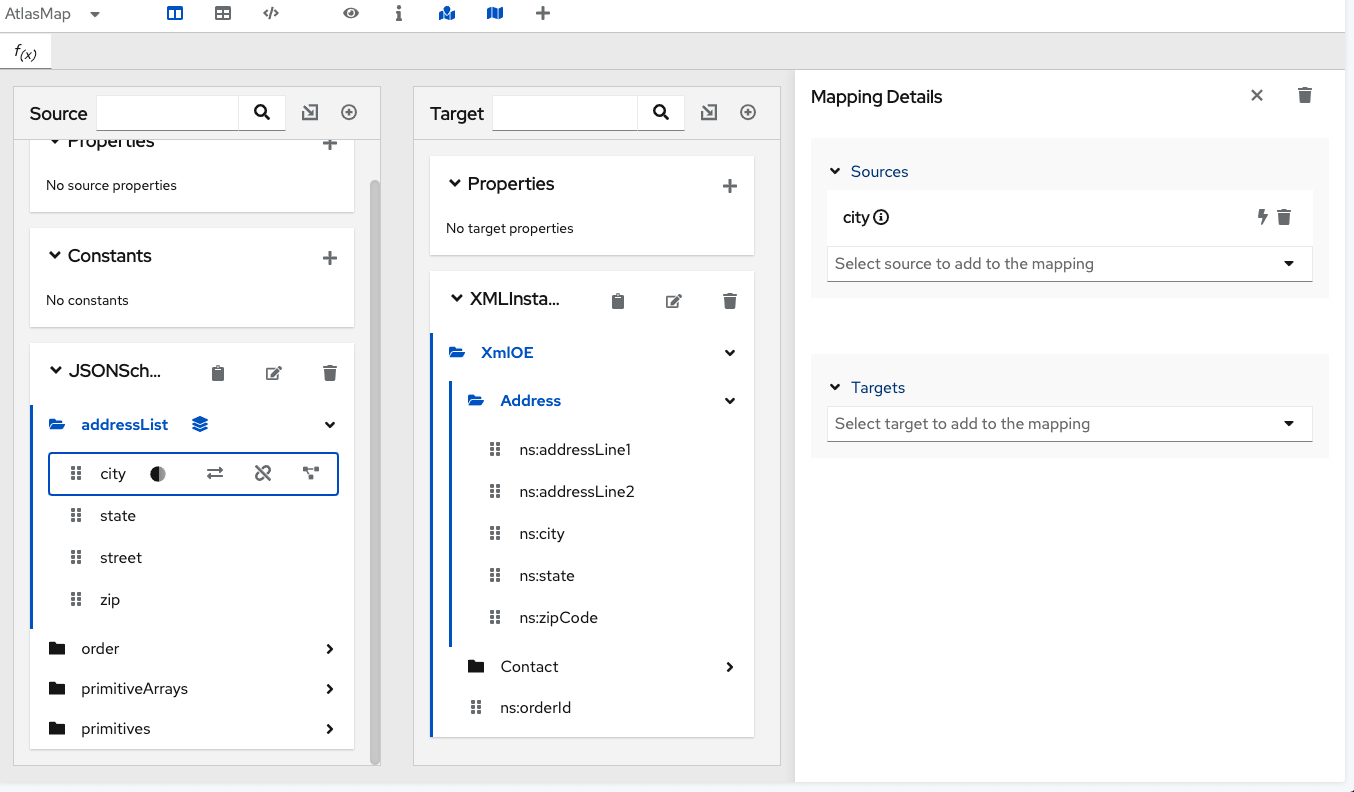 AtlasMap
f(x)
Source
Properties
No source properties
Constants
No constants
JSONSch...
addressList
city
state
street
zip
order
primitiveArrays
primitives
Target
Properties
No target properties
XMLInsta...
XmlOE
Address
ns:addressLine1
ns:addressLine2
ns:city
ns:state
ns:zipCode
Contact
ns:orderId
Mapping Details
Sources
city
Select source to add to the mapping
Targets
Select target to add to the mapping